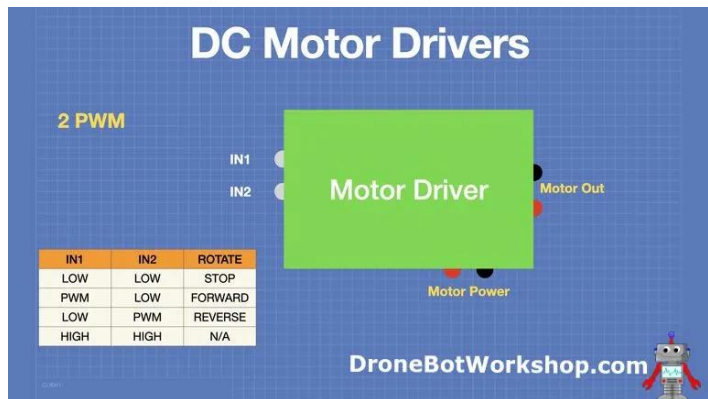 DC Motor Drivers
2 PWM
IN1
IN2
Motor Driver
Motor Out
Motor Power
IN1 IN2 ROTATE
LOW LOW STOP
PWM LOW FORWARD
LOW PWM REVERSE
HIGH HIGH N/A
DroneBotWorkshop.com